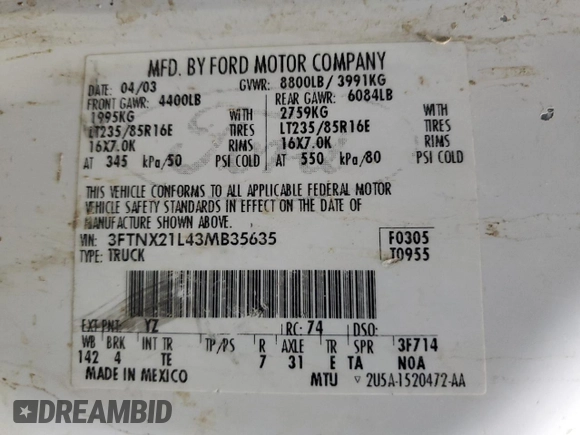 MFD. BY FORD MOTOR COMPANY
DATE: 04/03 GVWR: 8800LB/ 3991KG
FRONT GAWR: 4400LB REAR GAWR: 6084LB
1995KG WITH 2759KG WITH
LT235/85R16E TIRES LT235/85R16E TIRES
16X7.0K RIMS 16X7.0K RIMS
AT 345 kPa/50 PSI COLD AT 550 kPa/80 PSI COLD
THIS VEHICLE CONFORMS TO ALL APPLICABLE FEDERAL MOTOR
VEHICLE SAFETY STANDARDS IN EFFECT ON THE DATE OF
MANUFACTURE SHOWN ABOVE.
VIN: 3FTNX21L43MB35635 F0305
TYPE: TRUCK T0955
EXT PNT: YZ RC: 74 DSO:
WB BRK INT TR TP/PS R AXLE TR SPR 3F714
142 4 TE 7 31 E TA N0A
MADE IN MEXICO MTU ▽ 2U5A-1520472-AA
DREAMBID